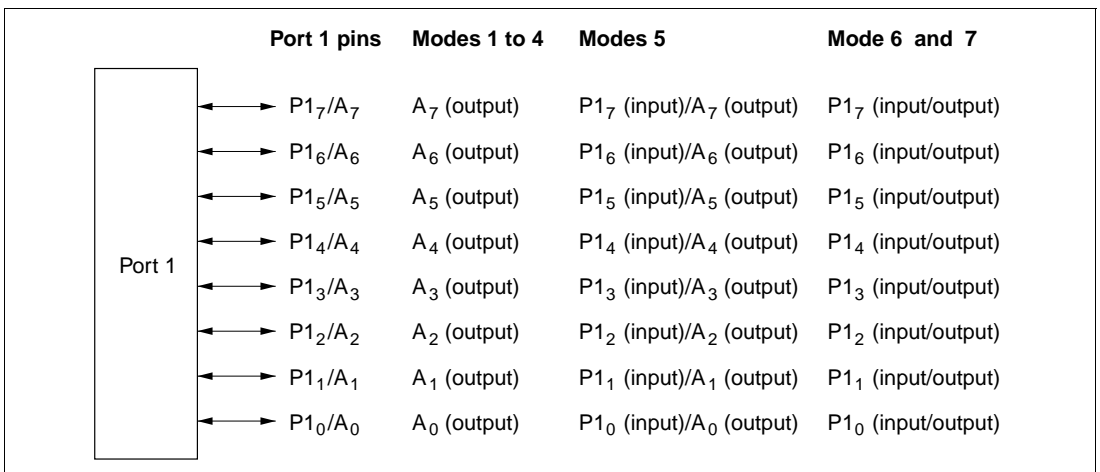 Port 1 pins Modes 1 to 4 Modes 5 Mode 6 and 7
P1₇/A₇ A₇ (output) P1₇ (input)/A₇ (output) P1₇ (input/output)
P1₆/A₆ A₆ (output) P1₆ (input)/A₆ (output) P1₆ (input/output)
P1₅/A₅ A₅ (output) P1₅ (input)/A₅ (output) P1₅ (input/output)
P1₄/A₄ A₄ (output) P1₄ (input)/A₄ (output) P1₄ (input/output)
Port 1
P1₃/A₃ A₃ (output) P1₃ (input)/A₃ (output) P1₃ (input/output)
P1₂/A₂ A₂ (output) P1₂ (input)/A₂ (output) P1₂ (input/output)
P1₁/A₁ A₁ (output) P1₁ (input)/A₁ (output) P1₁ (input/output)
P1₀/A₀ A₀ (output) P1₀ (input)/A₀ (output) P1₀ (input/output)